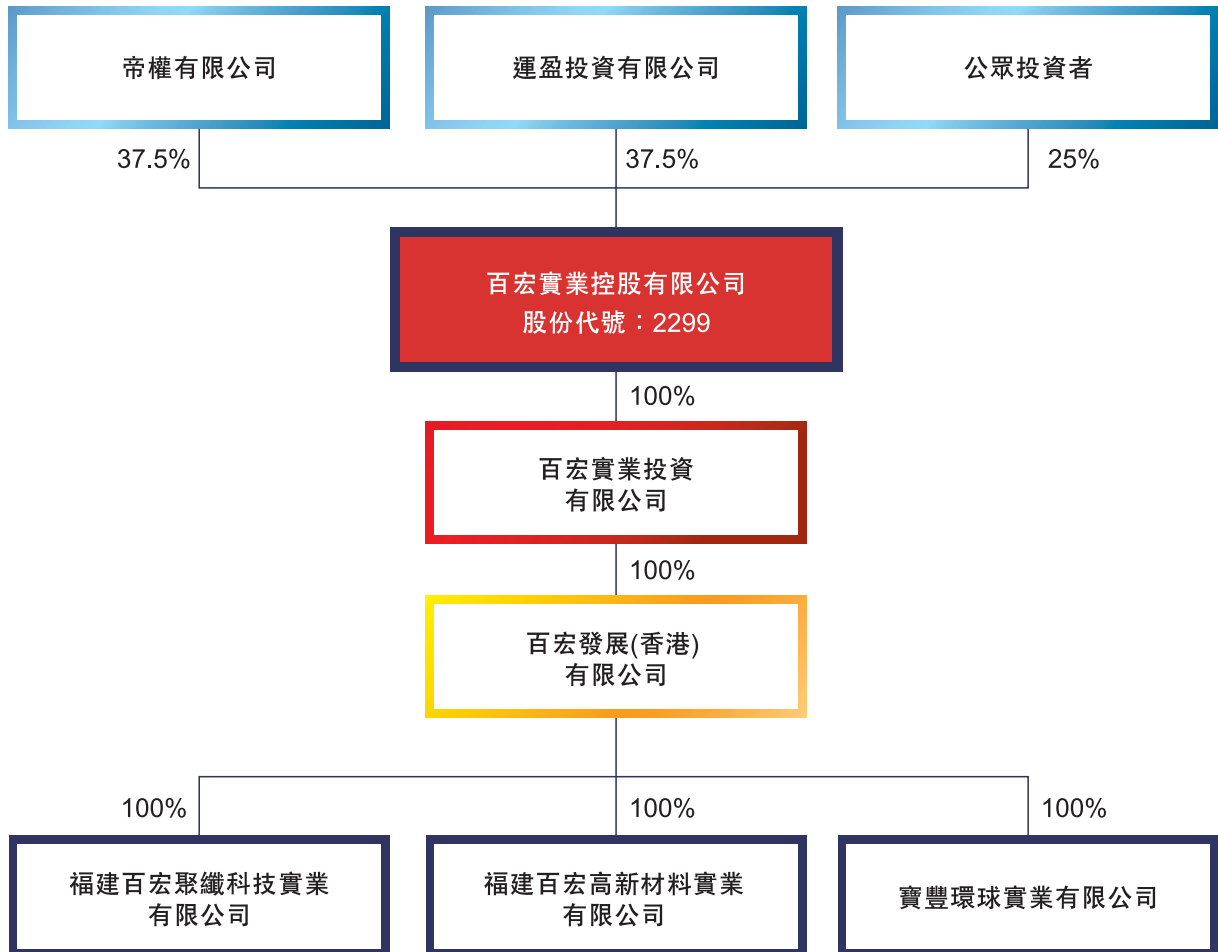 帝權有限公司
運盈投資有限公司
公眾投資者
37.5%
37.5%
25%
百宏實業控股有限公司
股份代號：2299
100%
百宏實業投資
有限公司
100%
百宏發展(香港)
有限公司
100%
100%
100%
福建百宏聚纖科技實業
有限公司
福建百宏高新材料實業
有限公司
寶豐環球實業有限公司